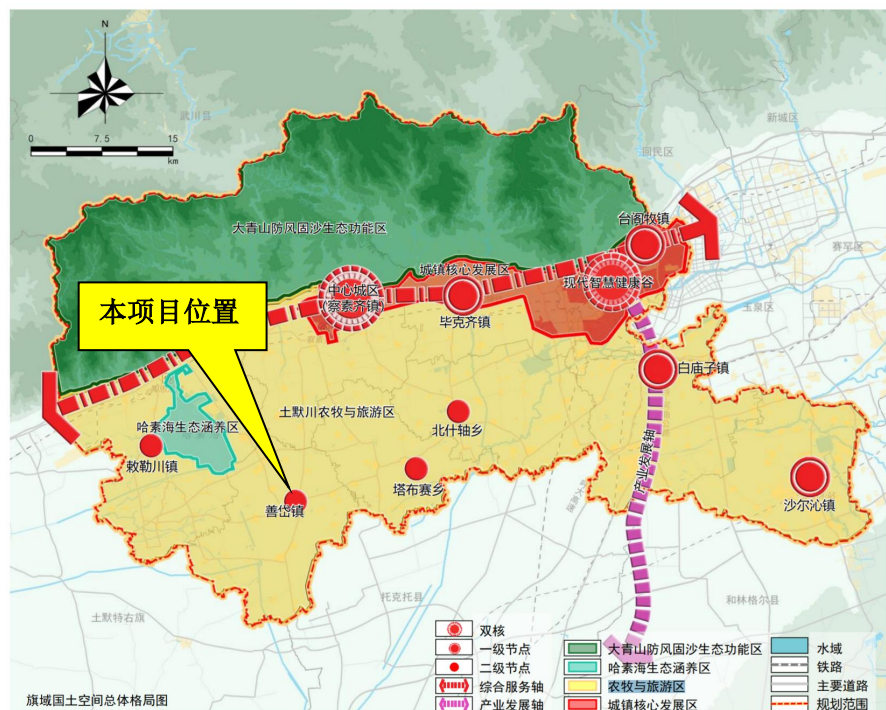 N
武川县
0 7.5 15
km
新城区
回民区
台阁牧镇
大青山防风固沙生态功能区
赛罕区
城镇核心发展区
现代智慧健康谷
中心城区
(察素齐镇)
毕克齐镇
玉泉区
本项目位置
白庙子镇
土默川农牧与旅游区
北什轴乡
哈素海生态涵养区
敕勒川镇
塔布赛乡
产业发展轴
善岱镇
沙尔沁镇
托克托县
和林格尔县
土默特右旗
双核
一级节点
二级节点
综合服务轴
产业发展轴
大青山防风固沙生态功能区
哈素海生态涵养区
农牧与旅游区
城镇核心发展区
水域
铁路
主要道路
规划范围
旗域国土空间总体格局图